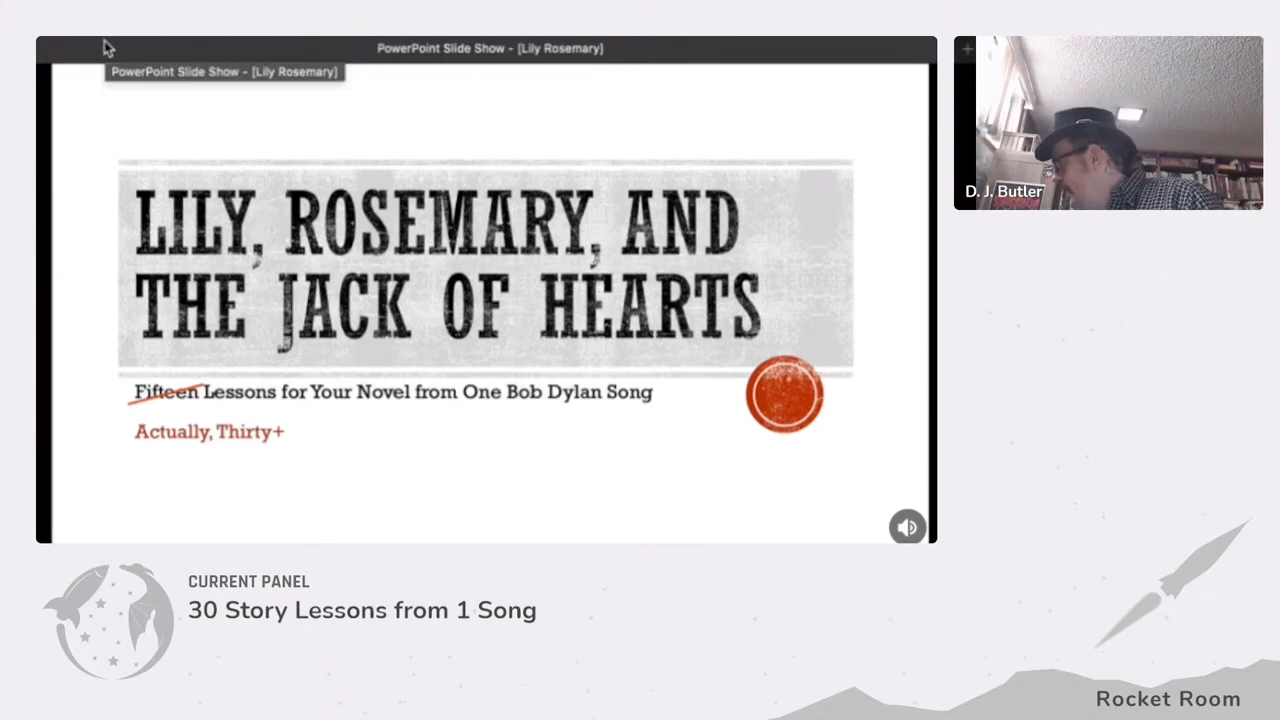 PowerPoint Slide Show - [Lily Rosemary]
PowerPoint Slide Show - [Lily Rosemary]
LILY, ROSEMARY, AND
THE JACK OF HEARTS
Fifteen Lessons for Your Novel from One Bob Dylan Song
Actually, Thirty+
D. J. Butler
CURRENT PANEL
30 Story Lessons from 1 Song
Rocket Room